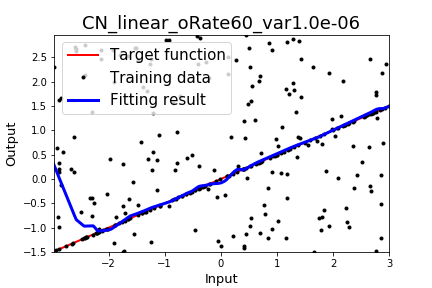 CN_linear_oRate60_var1.0e-06
Target function
Training data
Fitting result
Output
2.5
2.0
1.5
1.0
0.5
0.0
−0.5
−1.0
−1.5
−2
−1
0
1
2
3
Input